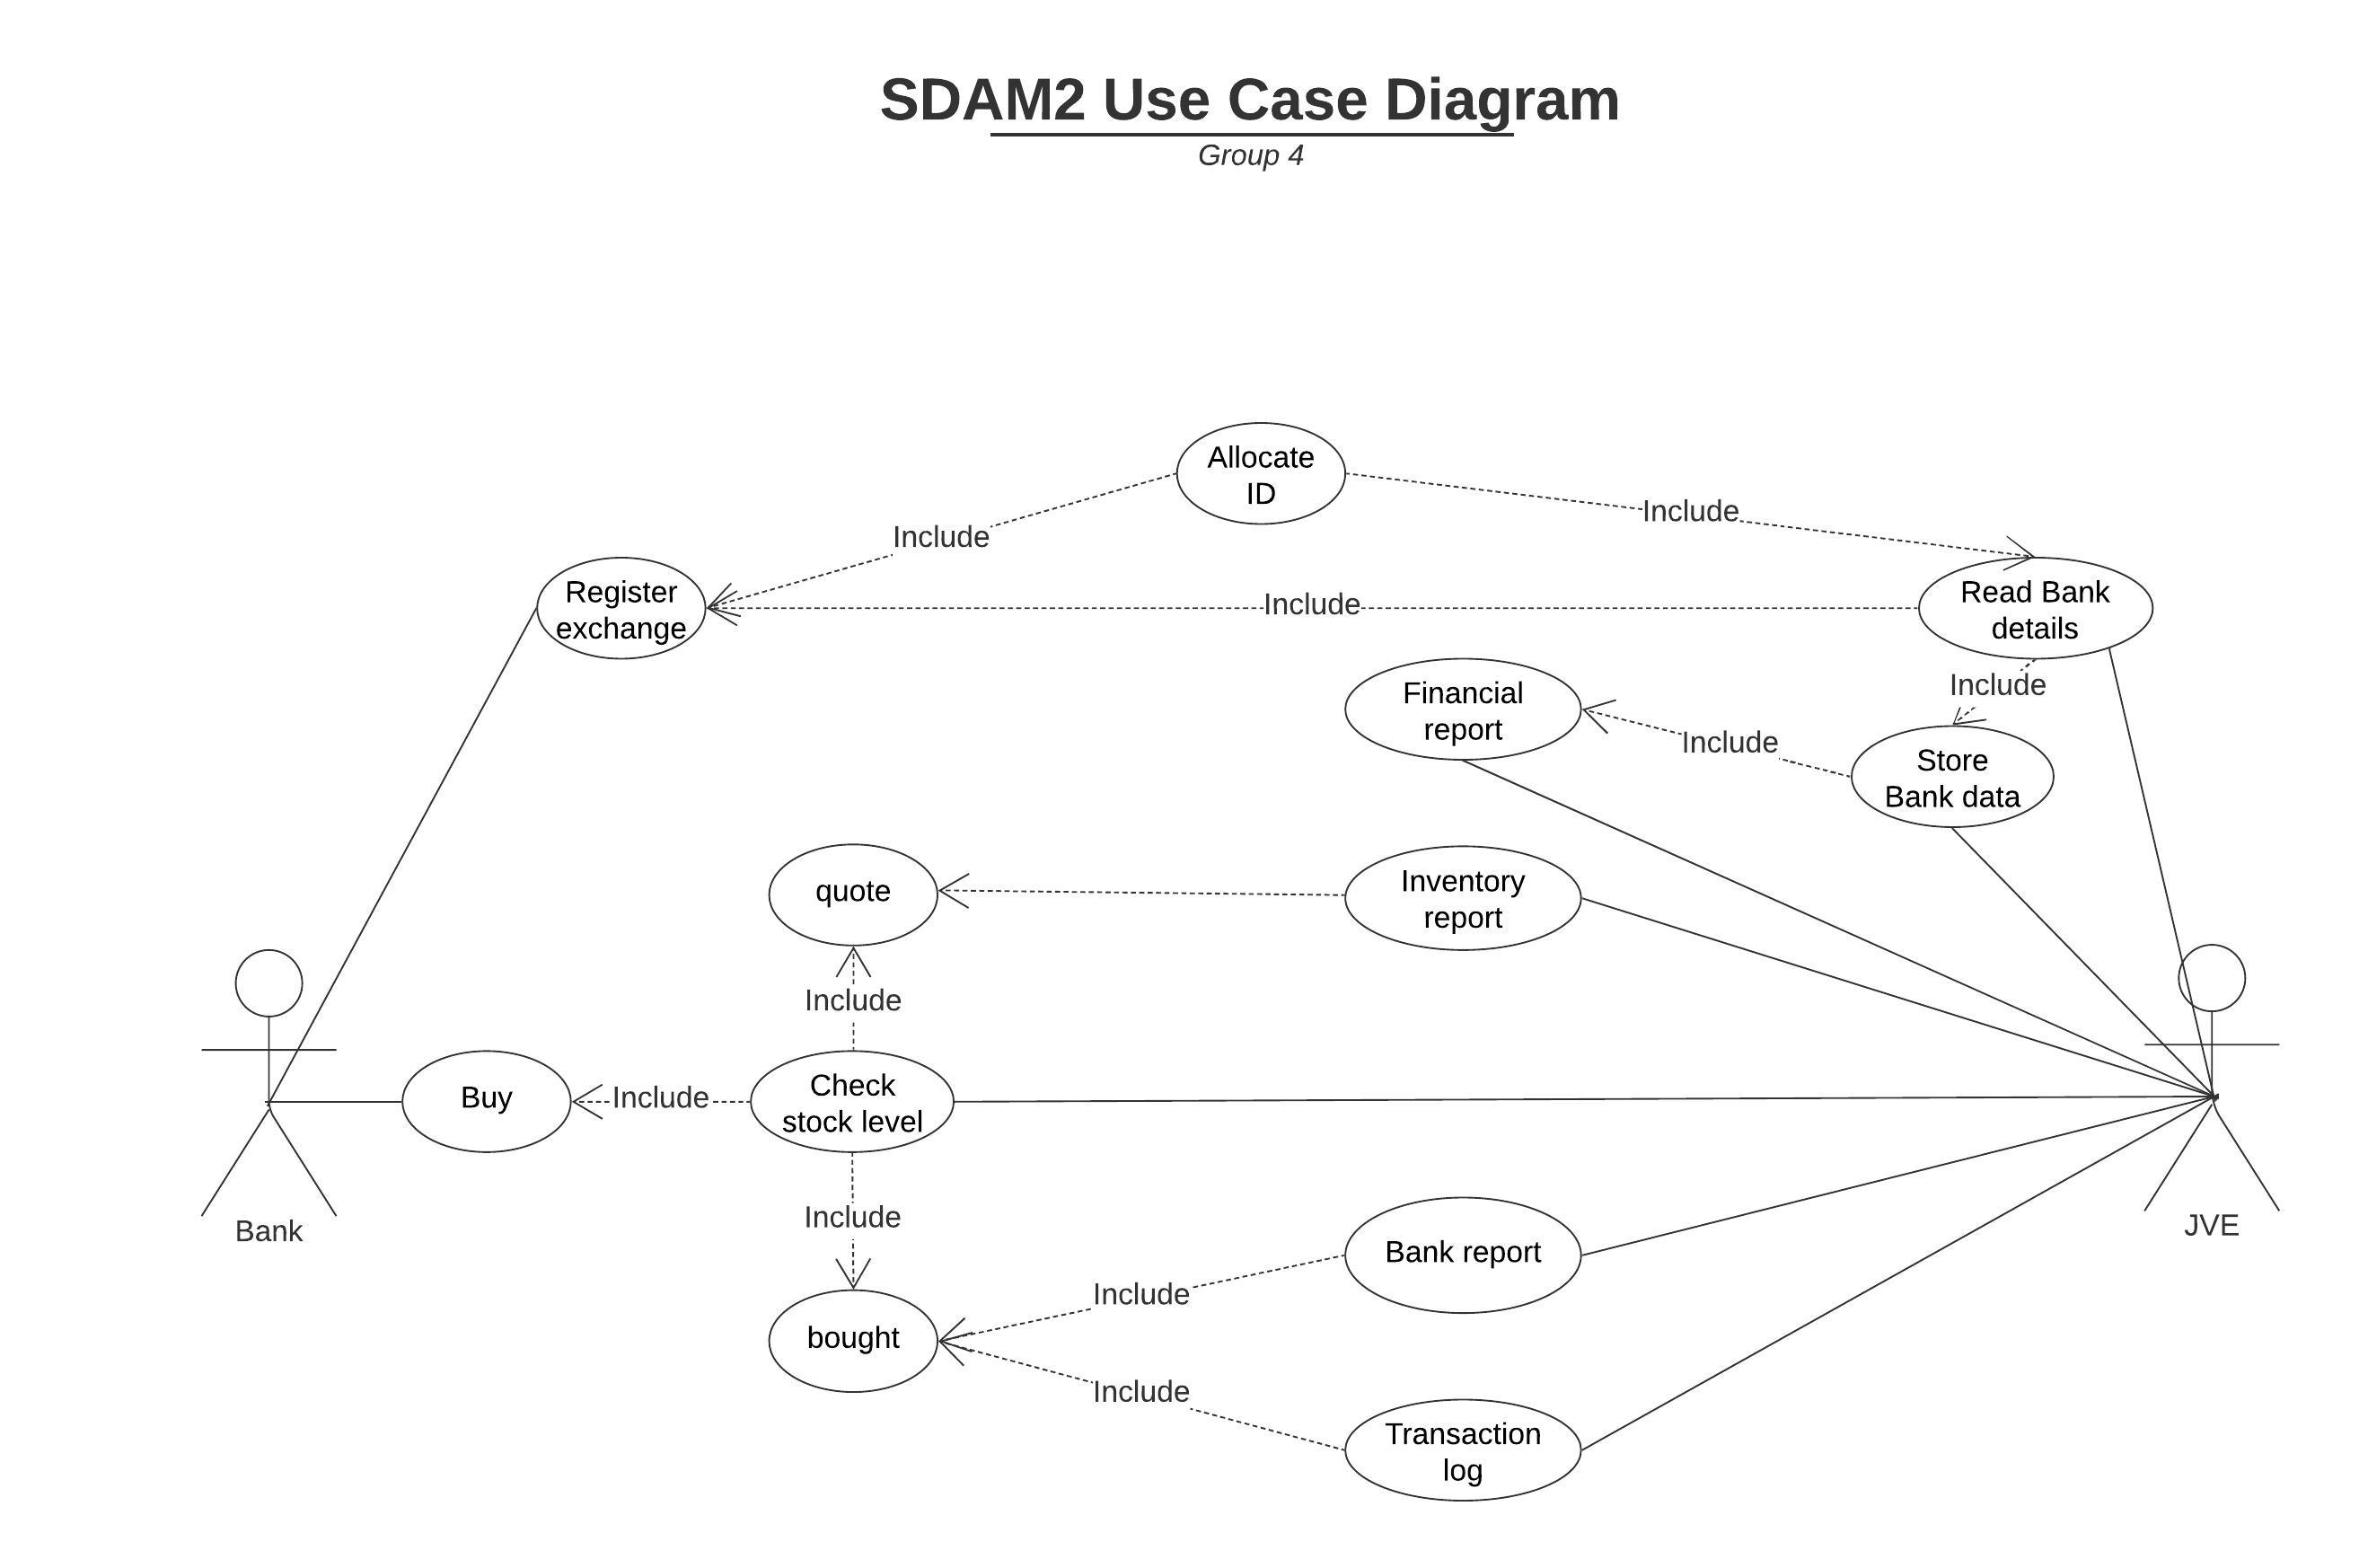 SDAM2 Use Case Diagram
Group 4
Allocate
ID
Include
Include
Register
exchange
Include
Read Bank
details
Include
Financial
report
Include
Store
Bank data
quote
Inventory
report
Include
Buy
Include
Check
stock level
Include
Bank
JVE
Bank report
Include
bought
Include
Transaction
log